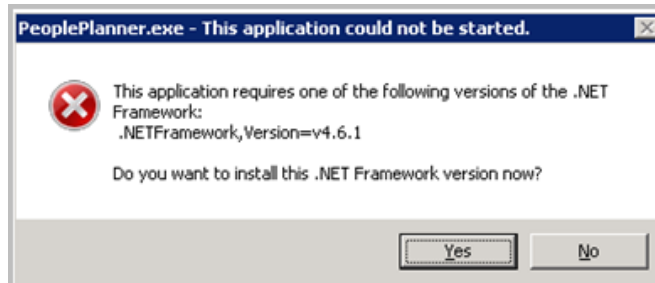 PeoplePlanner.exe - This application could not be started.
This application requires one of the following versions of the .NET
Framework:
.NETFramework,Version=v4.6.1
Do you want to install this .NET Framework version now?
Yes
No